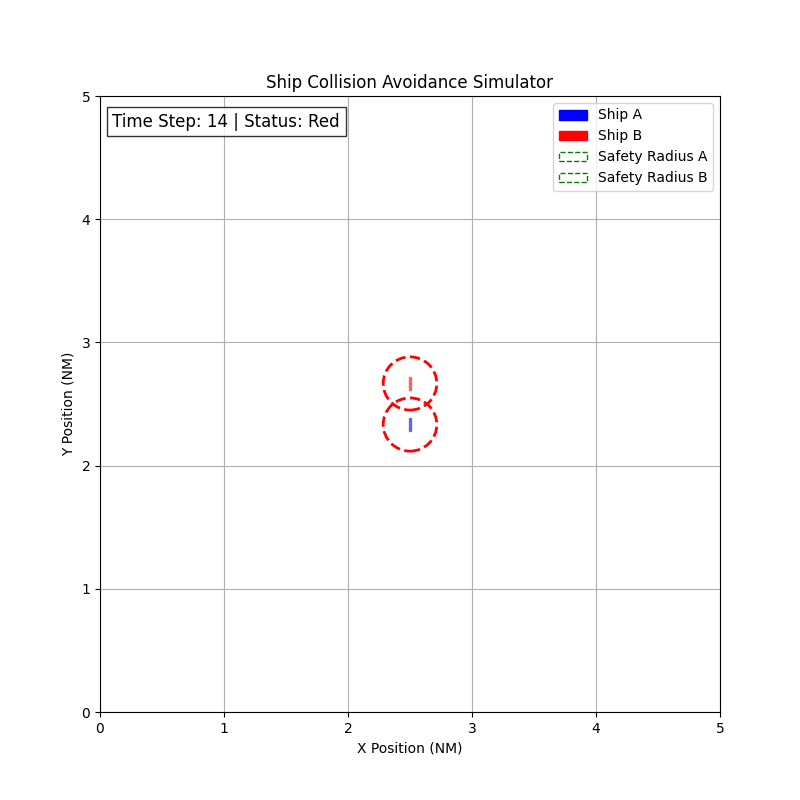 Ship Collision Avoidance Simulator
Time Step: 14 | Status: Red
Ship A
Ship B
Safety Radius A
Safety Radius B
Y Position (NM)
5
4
3
2
1
0
0 1 2 3 4 5
X Position (NM)